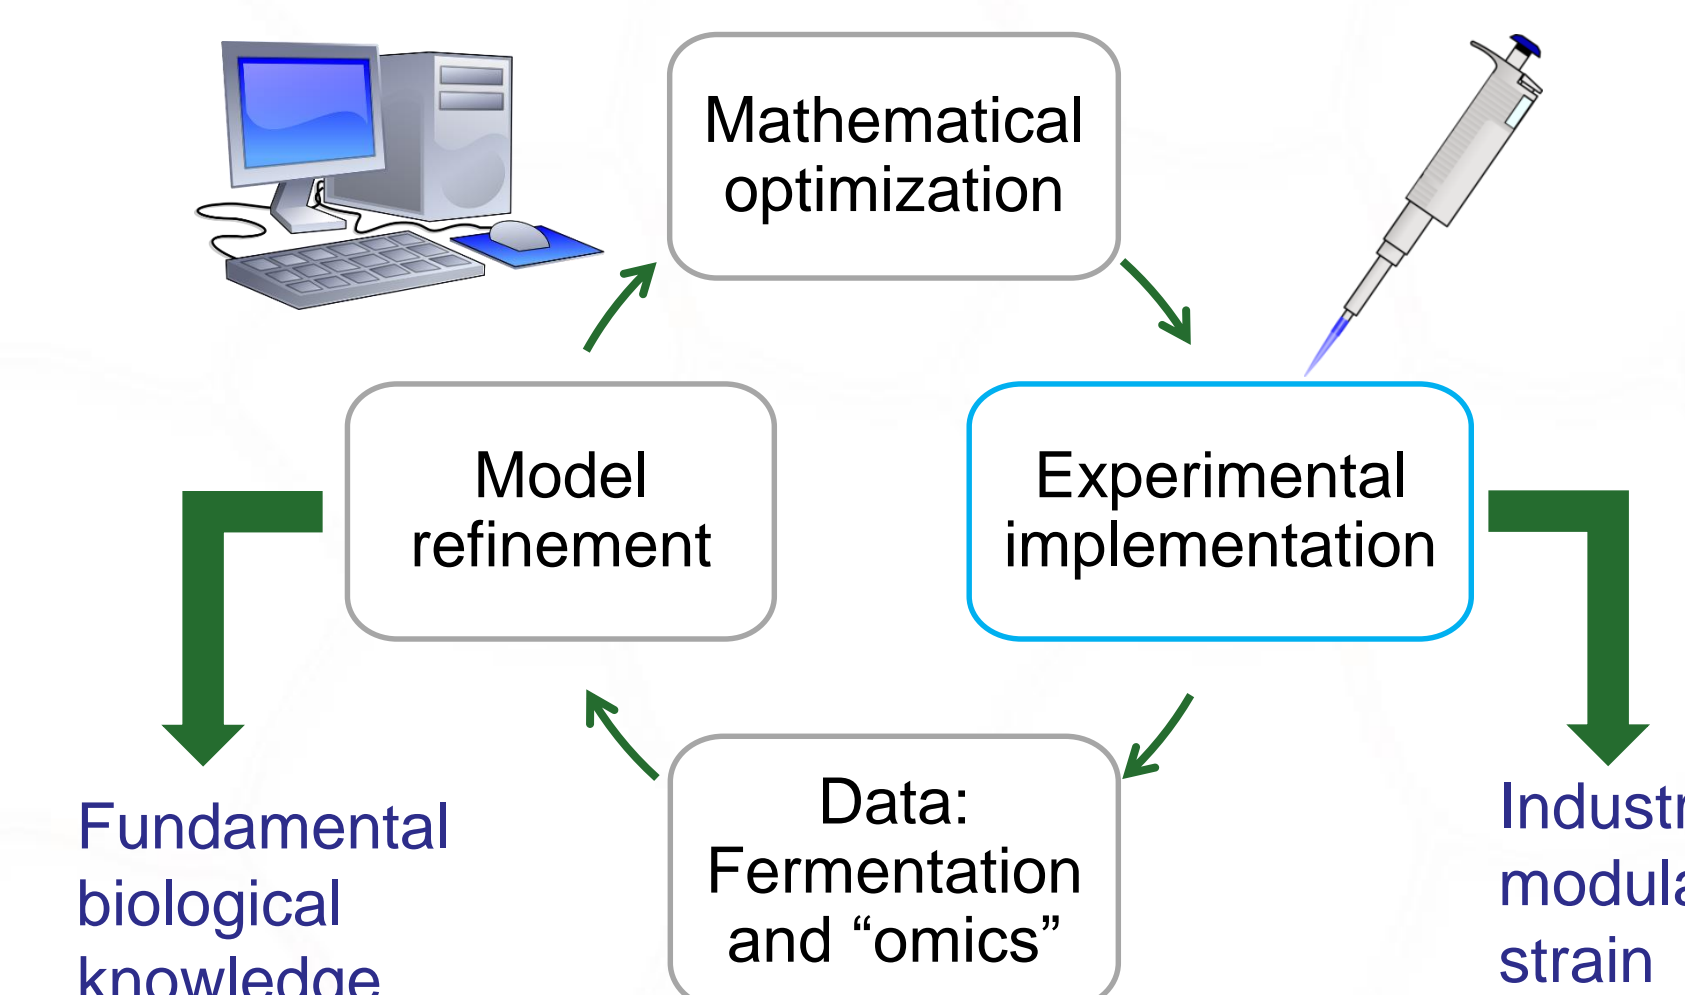 Mathematical
optimization
Model
refinement
Experimental
implementation
Data:
Fermentation
and “omics”
Fundamental
biological
knowledge
strain